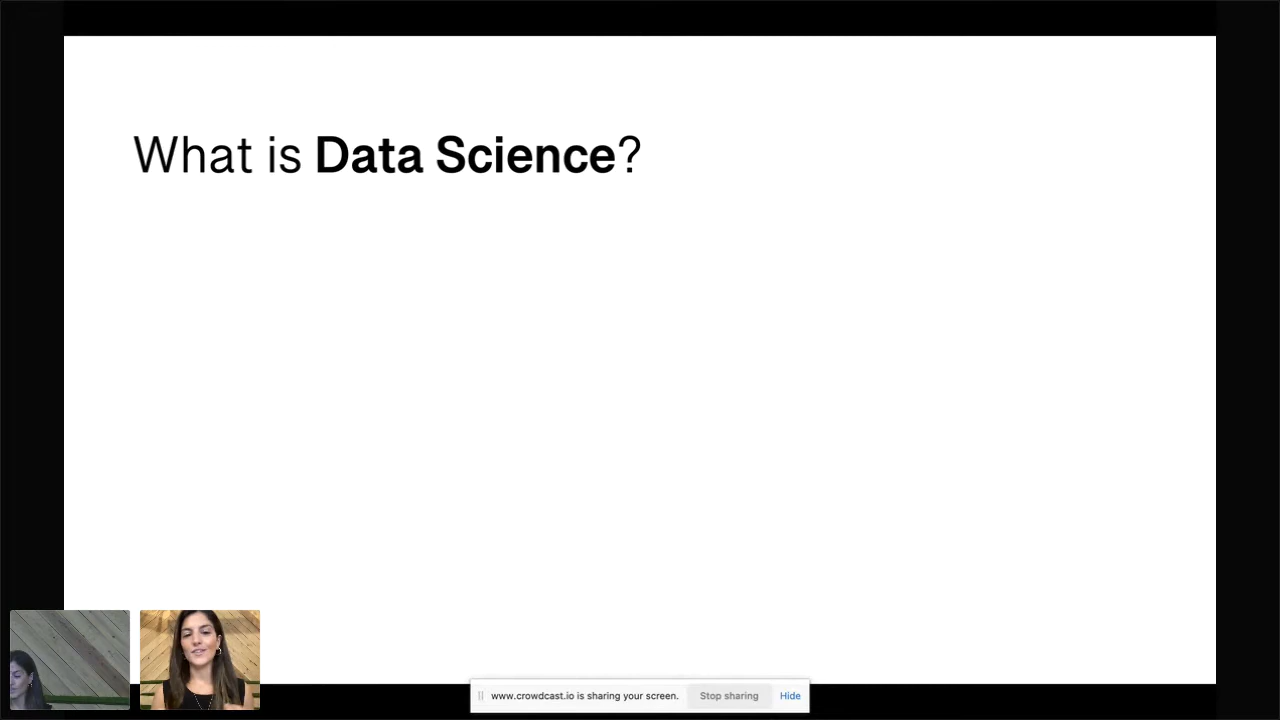 What is Data Science?
www.crowdcast.io is sharing your screen. Stop sharing Hide